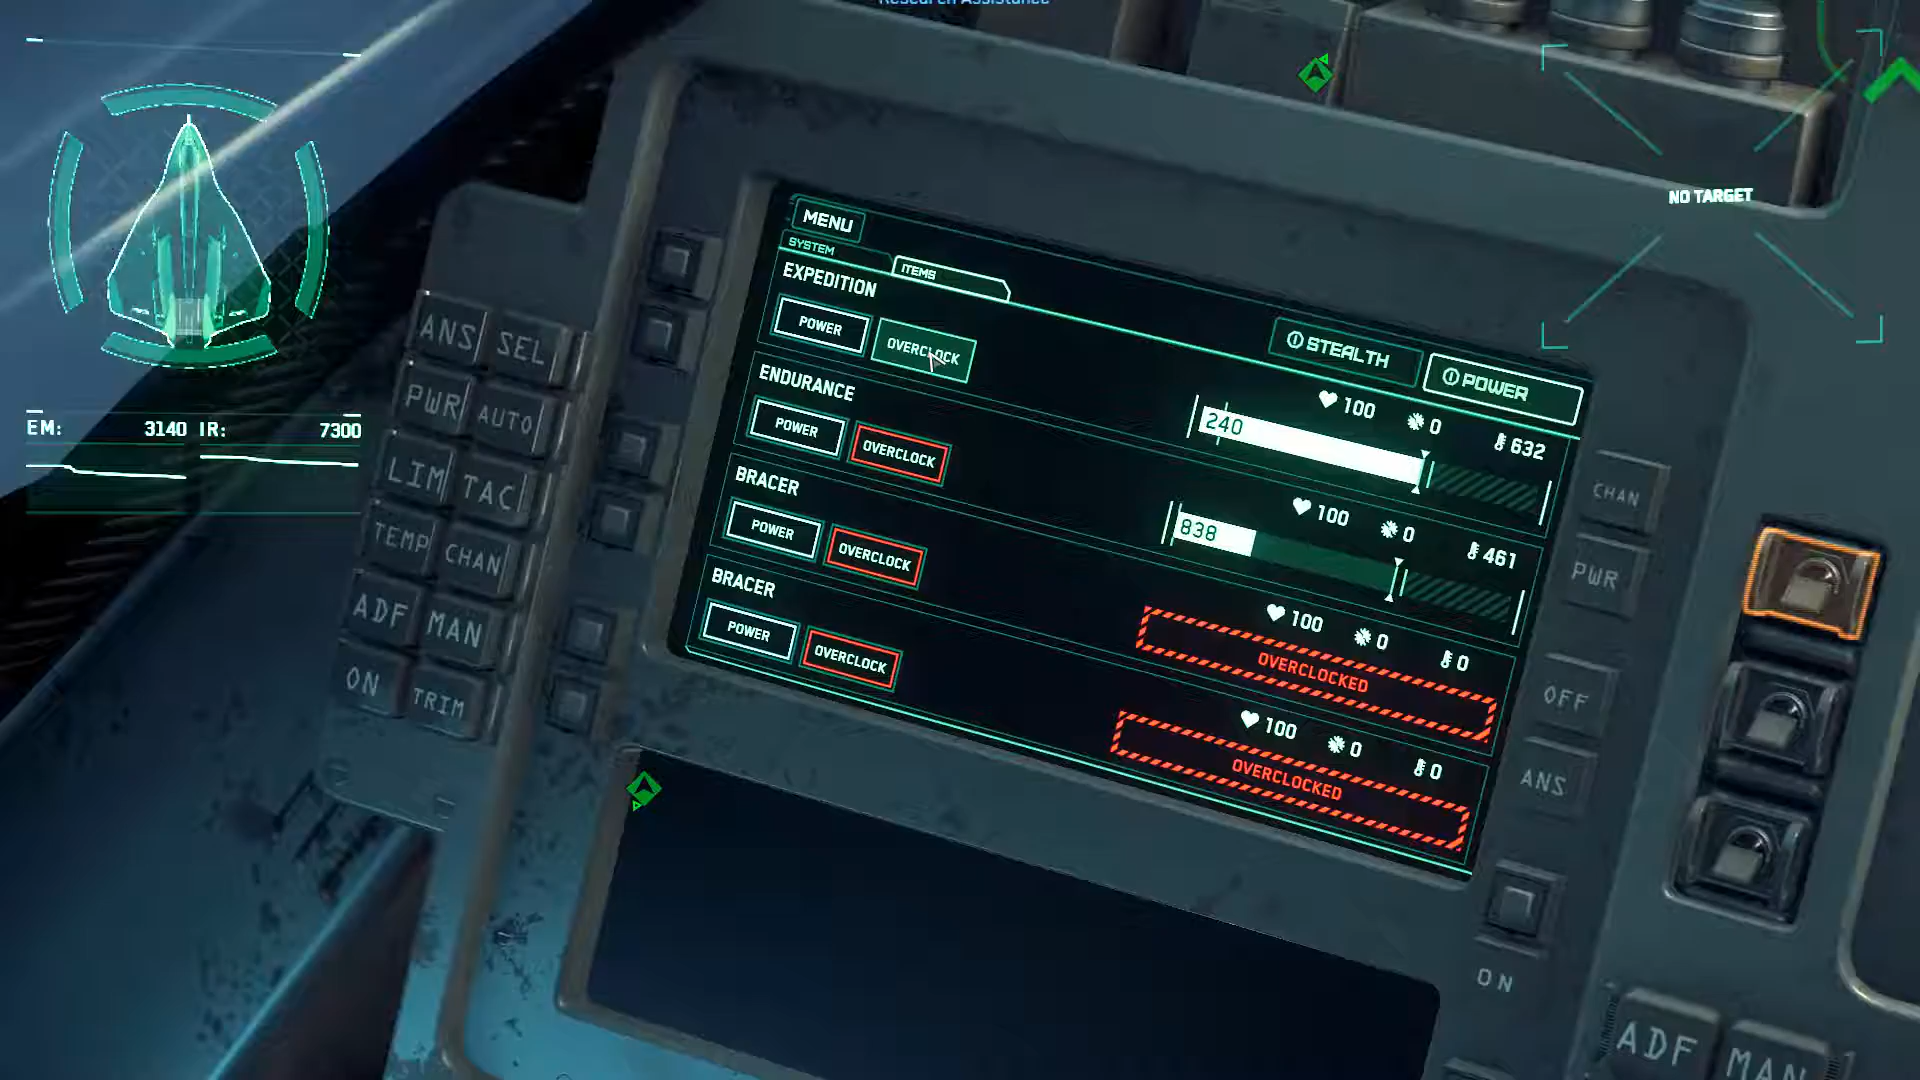 Research Assistance
NO TARGET
EM: 3140 IR: 7300
MENU
SYSTEM
ITEMS
STEALTH
POWER
EXPEDITION
POWER
OVERCLOCK
100
0
632
240
ENDURANCE
POWER
OVERCLOCK
100
0
461
838
BRACER
POWER
OVERCLOCK
100
0
0
OVERCLOCKED
BRACER
POWER
OVERCLOCK
100
0
0
OVERCLOCKED
ANS SEL
PWR AUTO
LIM TAC
TEMP CHAN
ADF MAN
ON TRIM
CHAN
PWR
OFF
ANS
ON
ADF MAN